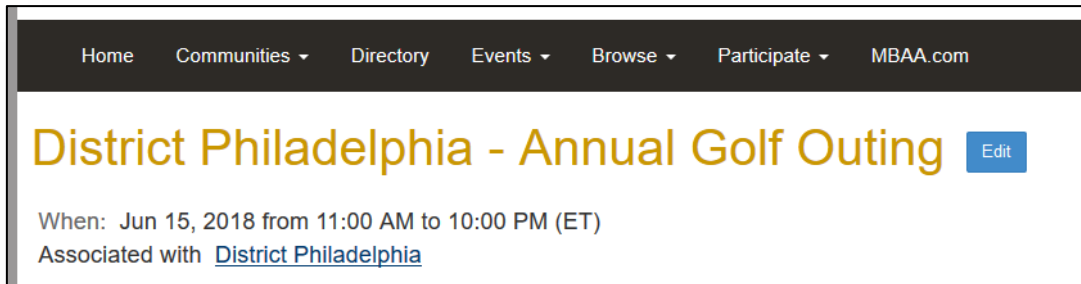 Home Communities Directory Events Browse Participate MBAA.com
District Philadelphia - Annual Golf Outing Edit
When: Jun 15, 2018 from 11:00 AM to 10:00 PM (ET)
Associated with District Philadelphia